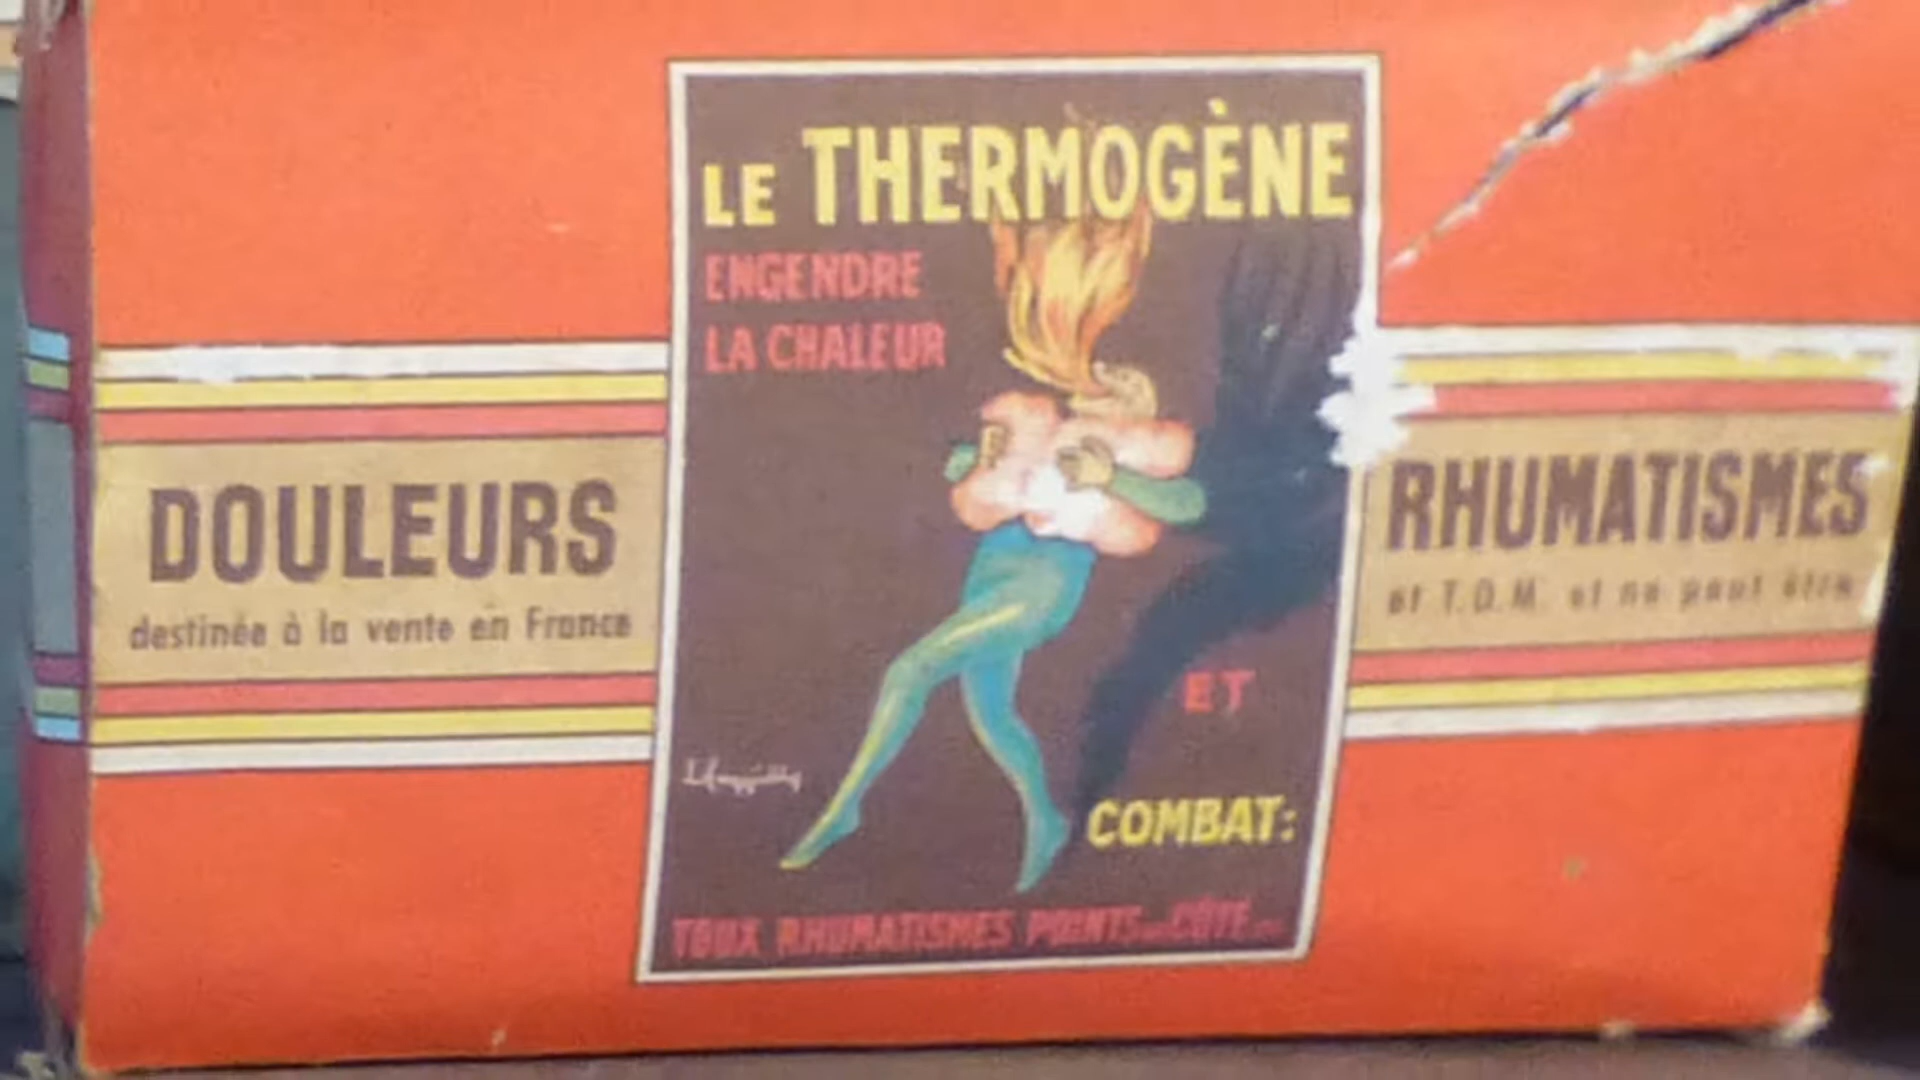 LE THERMOGÈNE
ENGENDRE
LA CHALEUR
DOULEURS
destinée à la vente en France
RHUMATISMES
et T.O.M. et ne peut être
ET
COMBAT:
TOUX RHUMATISMES POINTS DE CÔTÉ